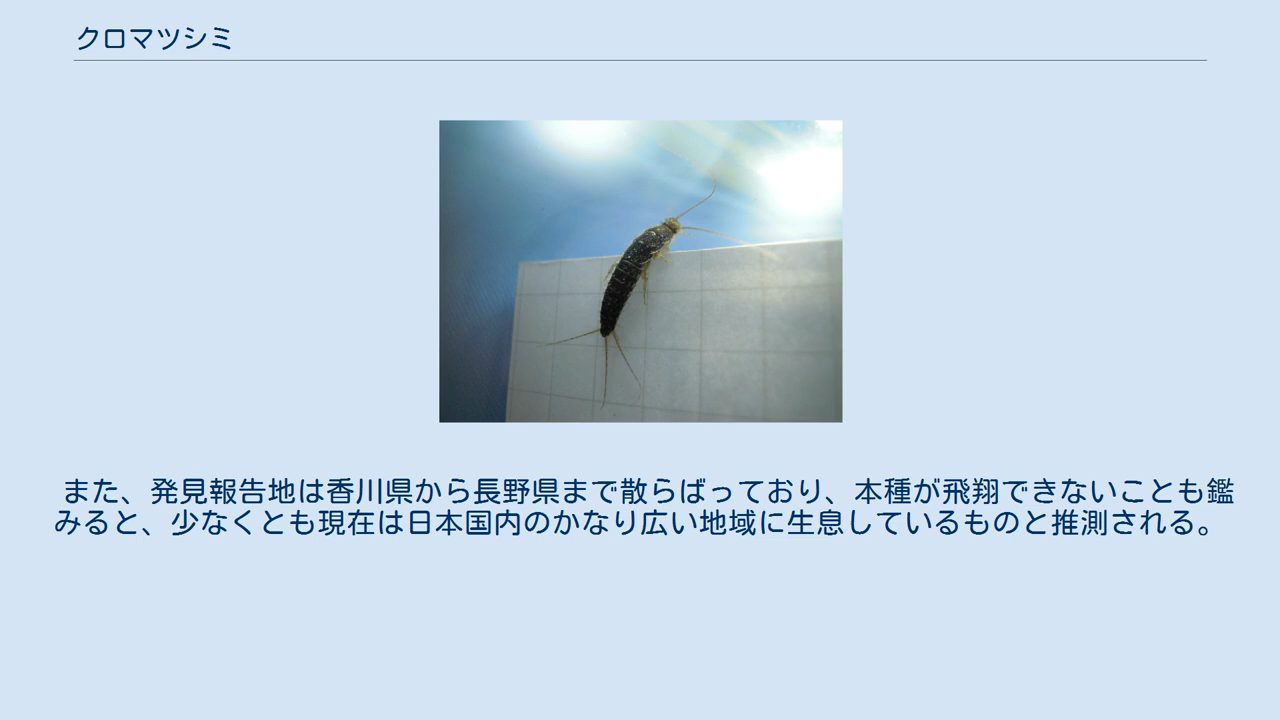 クロマツシミ
また、発見報告地は香川県から長野県まで散らばっており、本種が飛翔できないことも鑑
みると、少なくとも現在は日本国内のかなり広い地域に生息しているものと推測される。